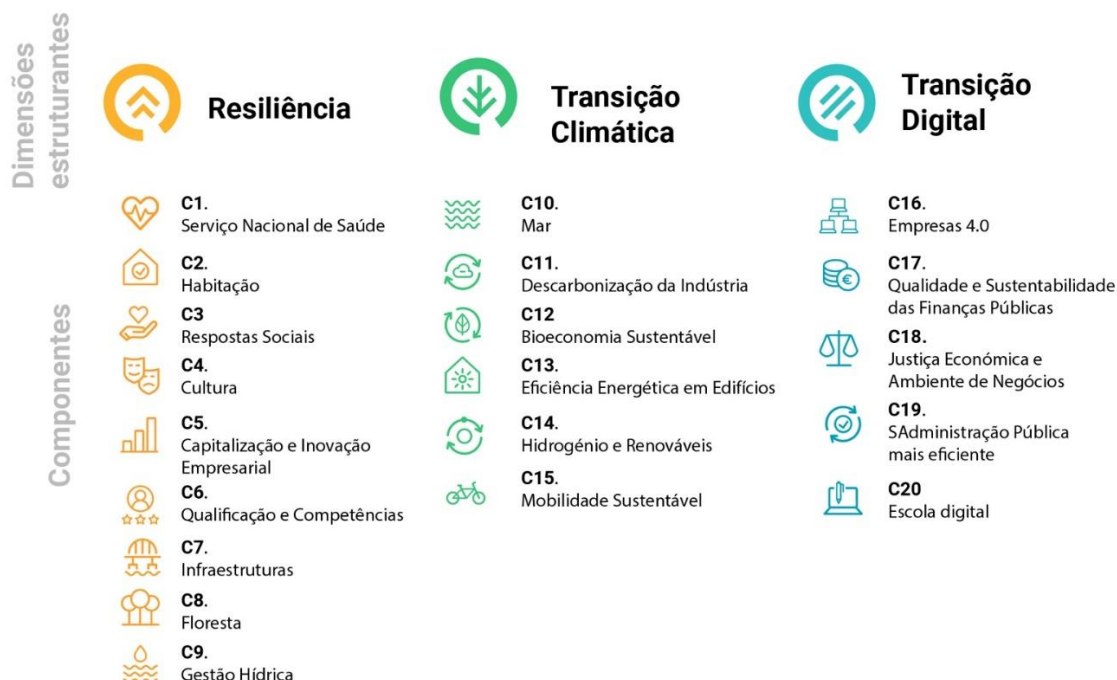 Dimensões
estruturantes
Resiliência
Transição
Climática
Transição
Digital
Componentes
C1.
Serviço Nacional de Saúde
C2.
Habitação
C3
Respostas Sociais
C4.
Cultura
C5.
Capitalização e Inovação
Empresarial
C6.
Qualificação e Competências
C7.
Infraestruturas
C8.
Floresta
C9.
Gestão Hídrica
C10.
Mar
C11.
Descarbonização da Indústria
C12
Bioeconomia Sustentável
C13.
Eficiência Energética em Edifícios
C14.
Hidrogénio e Renováveis
C15.
Mobilidade Sustentável
C16.
Empresas 4.0
C17.
Qualidade e Sustentabilidade
das Finanças Públicas
C18.
Justiça Económica e
Ambiente de Negócios
C19.
SAdministração Pública
mais eficiente
C20
Escola digital